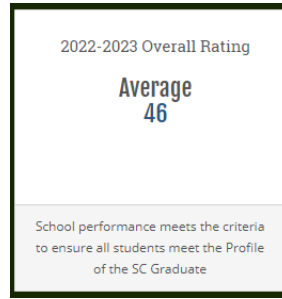 2022-2023 Overall Rating
Average
46
School performance meets the criteria
to ensure all students meet the Profile
of the SC Graduate